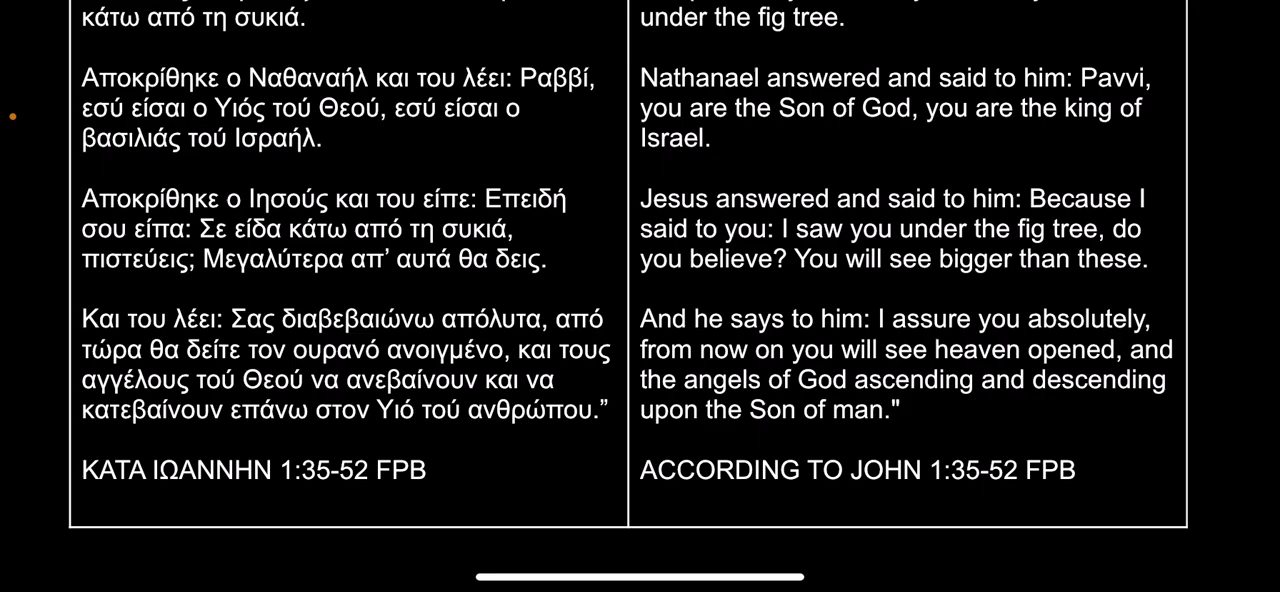 κάτω από τη συκιά.
Αποκρίθηκε ο Ναθαναήλ και του λέει: Ραββί,
εσύ είσαι ο Υιός τού Θεού, εσύ είσαι ο
βασιλιάς τού Ισραήλ.
Αποκρίθηκε ο Ιησούς και του είπε: Επειδή
σου είπα: Σε είδα κάτω από τη συκιά,
πιστεύεις; Μεγαλύτερα απ’ αυτά θα δεις.
Και του λέει: Σας διαβεβαιώνω απόλυτα, από
τώρα θα δείτε τον ουρανό ανοιγμένο, και τους
αγγέλους τού Θεού να ανεβαίνουν και να
κατεβαίνουν επάνω στον Υιό τού ανθρώπου.”
ΚΑΤΑ ΙΩΑΝΝΗΝ 1:35-52 FPB
under the fig tree.
Nathanael answered and said to him: Pavvi,
you are the Son of God, you are the king of
Israel.
Jesus answered and said to him: Because I
said to you: I saw you under the fig tree, do
you believe? You will see bigger than these.
And he says to him: I assure you absolutely,
from now on you will see heaven opened, and
the angels of God ascending and descending
upon the Son of man."
ACCORDING TO JOHN 1:35-52 FPB